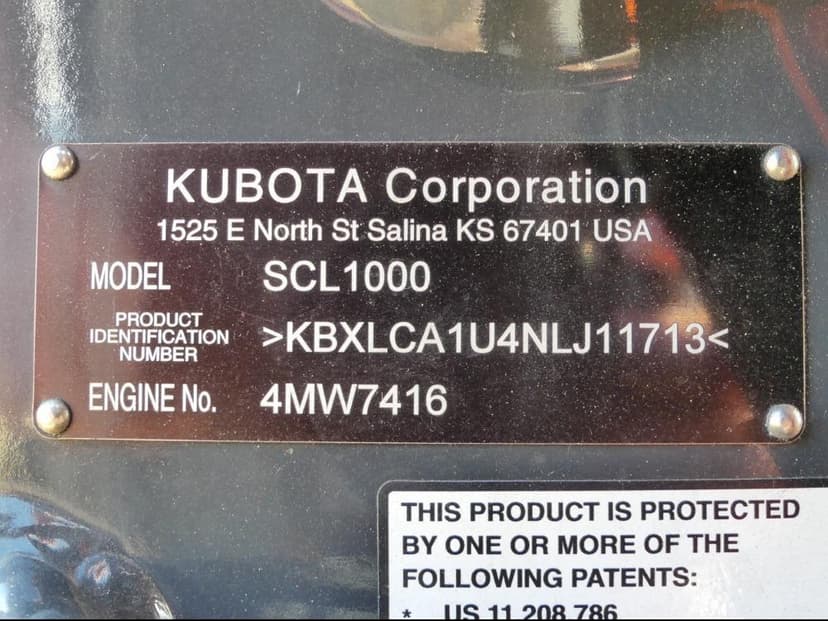 KUBOTA Corporation
1525 E North St Salina KS 67401 USA
MODEL SCL1000
PRODUCT
IDENTIFICATION
NUMBER >KBXLCA1U4NLJ11713<
ENGINE No. 4MW7416
THIS PRODUCT IS PROTECTED
BY ONE OR MORE OF THE
FOLLOWING PATENTS:
* US 11,208,786